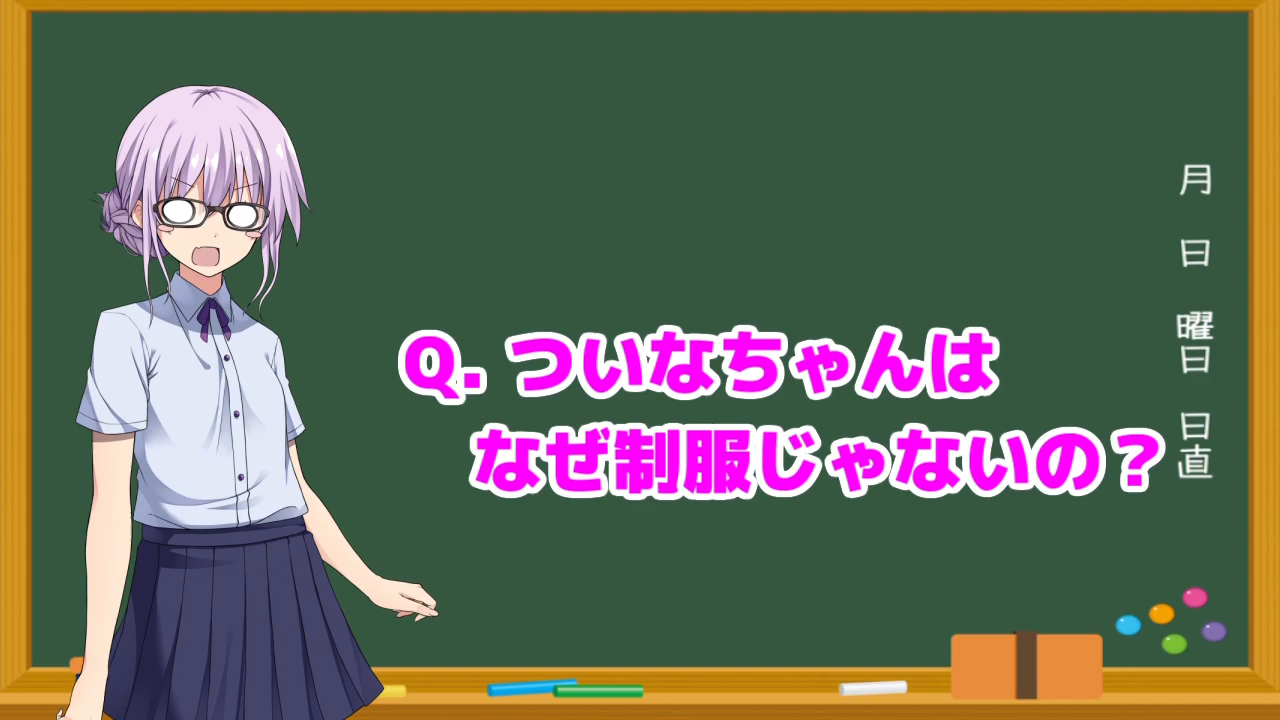 Q. ついなちゃんは
なぜ制服じゃないの？
月
日
曜日
日直